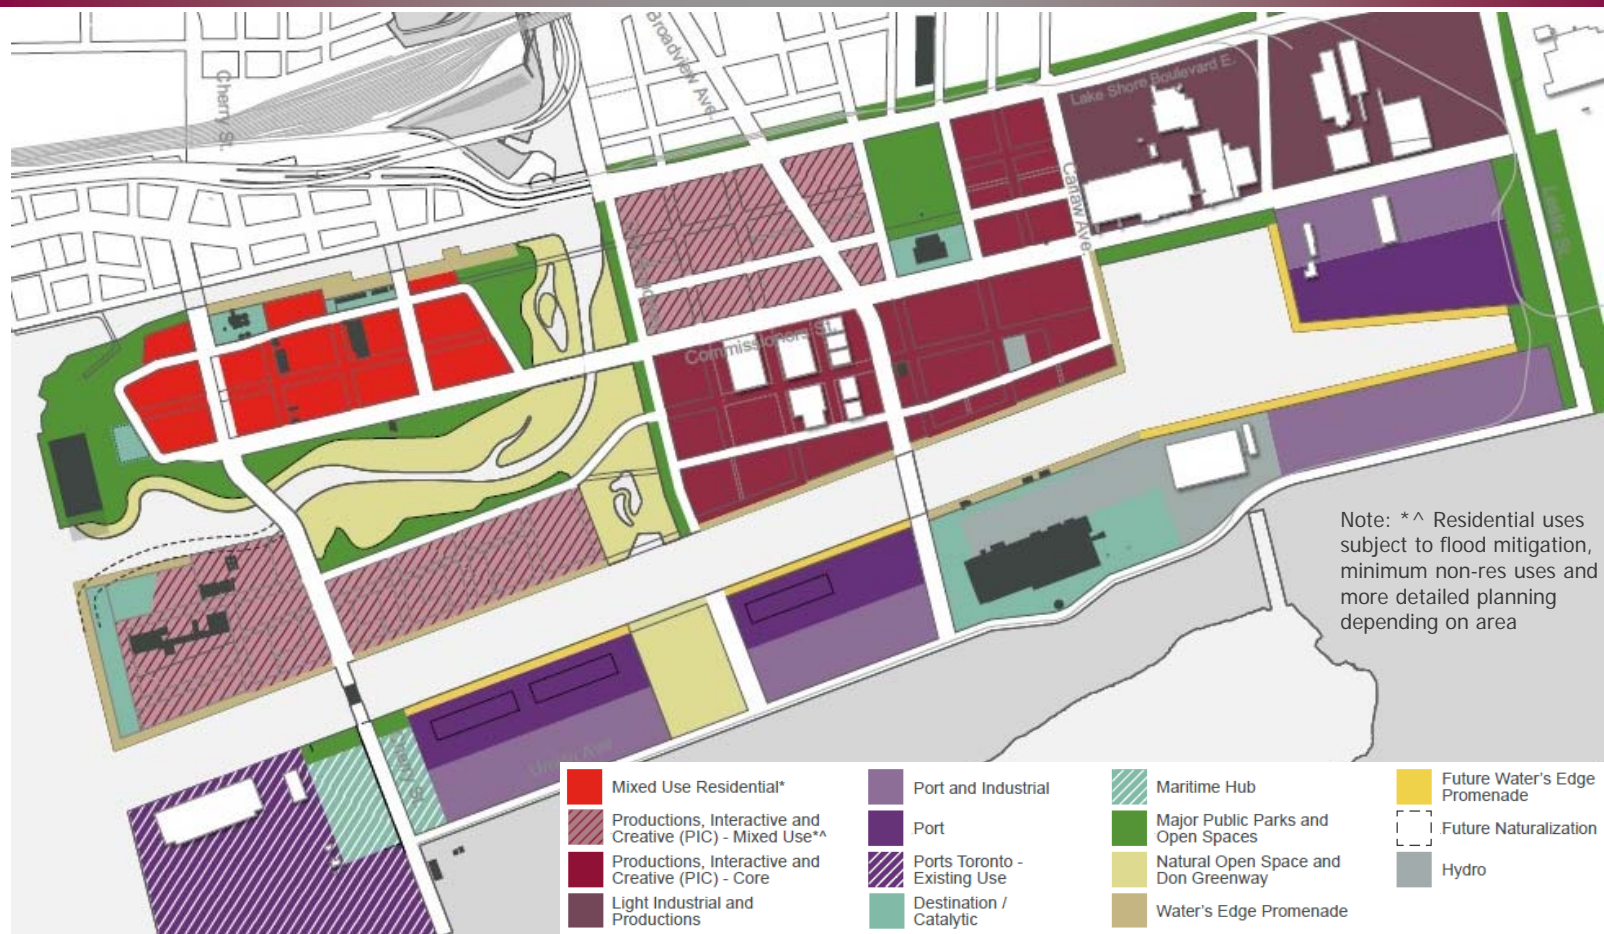 Cherry St.
Broadview Ave.
Lake Shore Boulevard E.
Carlaw Ave.
Leslie St.
Commissioners St.
Note: *^ Residential uses
subject to flood mitigation,
minimum non-res uses and
more detailed planning
depending on area
Unwin Ave
Cherry St.
Mixed Use Residential*
Productions, Interactive and
Creative (PIC) - Mixed Use*^
Productions, Interactive and
Creative (PIC) - Core
Light Industrial and
Productions
Port and Industrial
Port
Ports Toronto -
Existing Use
Destination /
Catalytic
Maritime Hub
Major Public Parks and
Open Spaces
Natural Open Space and
Don Greenway
Water's Edge Promenade
Future Water's Edge
Promenade
Future Naturalization
Hydro